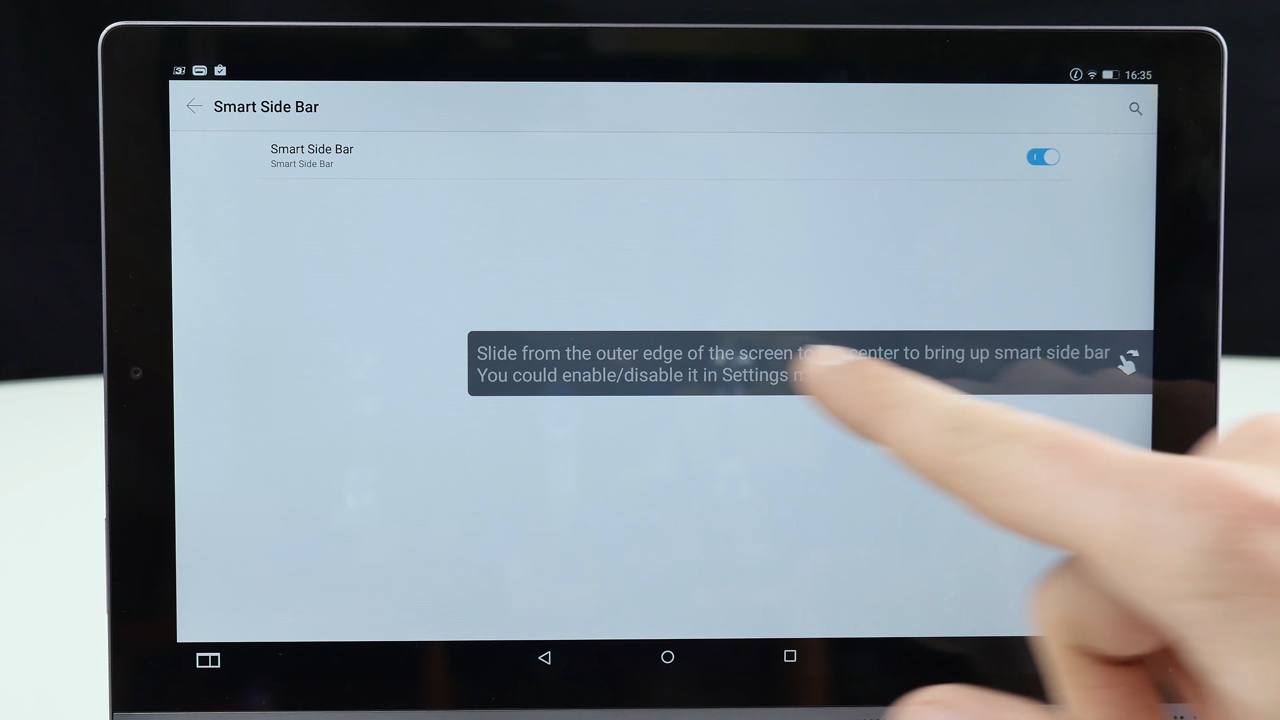 16:35
Smart Side Bar
Smart Side Bar
Smart Side Bar
Slide from the outer edge of the screen center to bring up smart side bar
You could enable/disable it in Settings